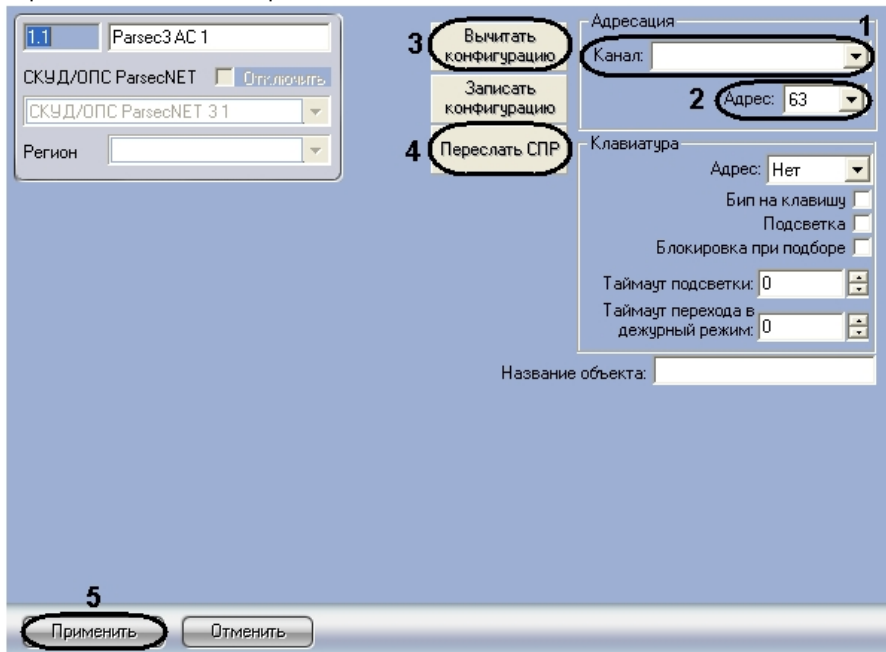 1.1
Parsec3 AC 1
СКУД/ОПС ParsecNET
Отключить
СКУД/ОПС ParsecNET 3 1
Регион
3
Вычитать
конфигурацию
Записать
конфигурацию
4
Переслать СПР
Адресация
1
Канал:
2
Адрес: 63
Клавиатура
Адрес: Нет
Бип на клавишу
Подсветка
Блокировка при подборе
Таймаут подсветки: 0
Таймаут перехода в
дежурный режим: 0
Название объекта:
5
Применить
Отменить